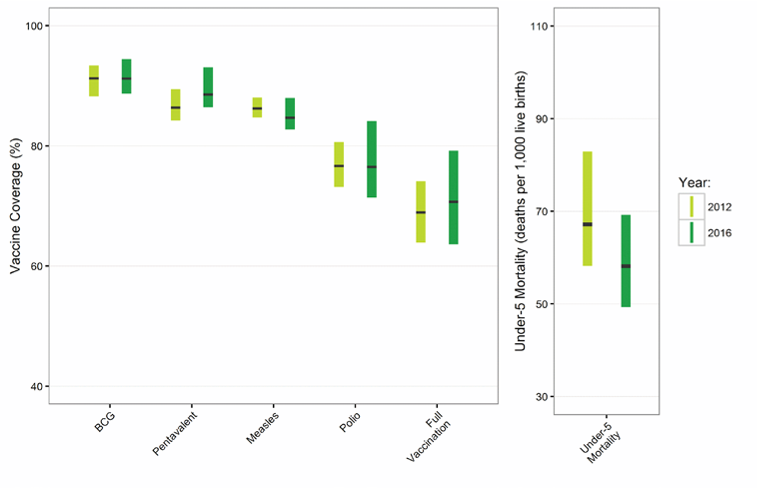 Vaccine Coverage (%)
100
80
60
40
BCG
Pentavalent
Measles
Polio
Full
Vaccination
Under-5 Mortality (deaths per 1,000 live births)
110
90
70
50
30
Under-5
Mortality
Year:
2012
2016